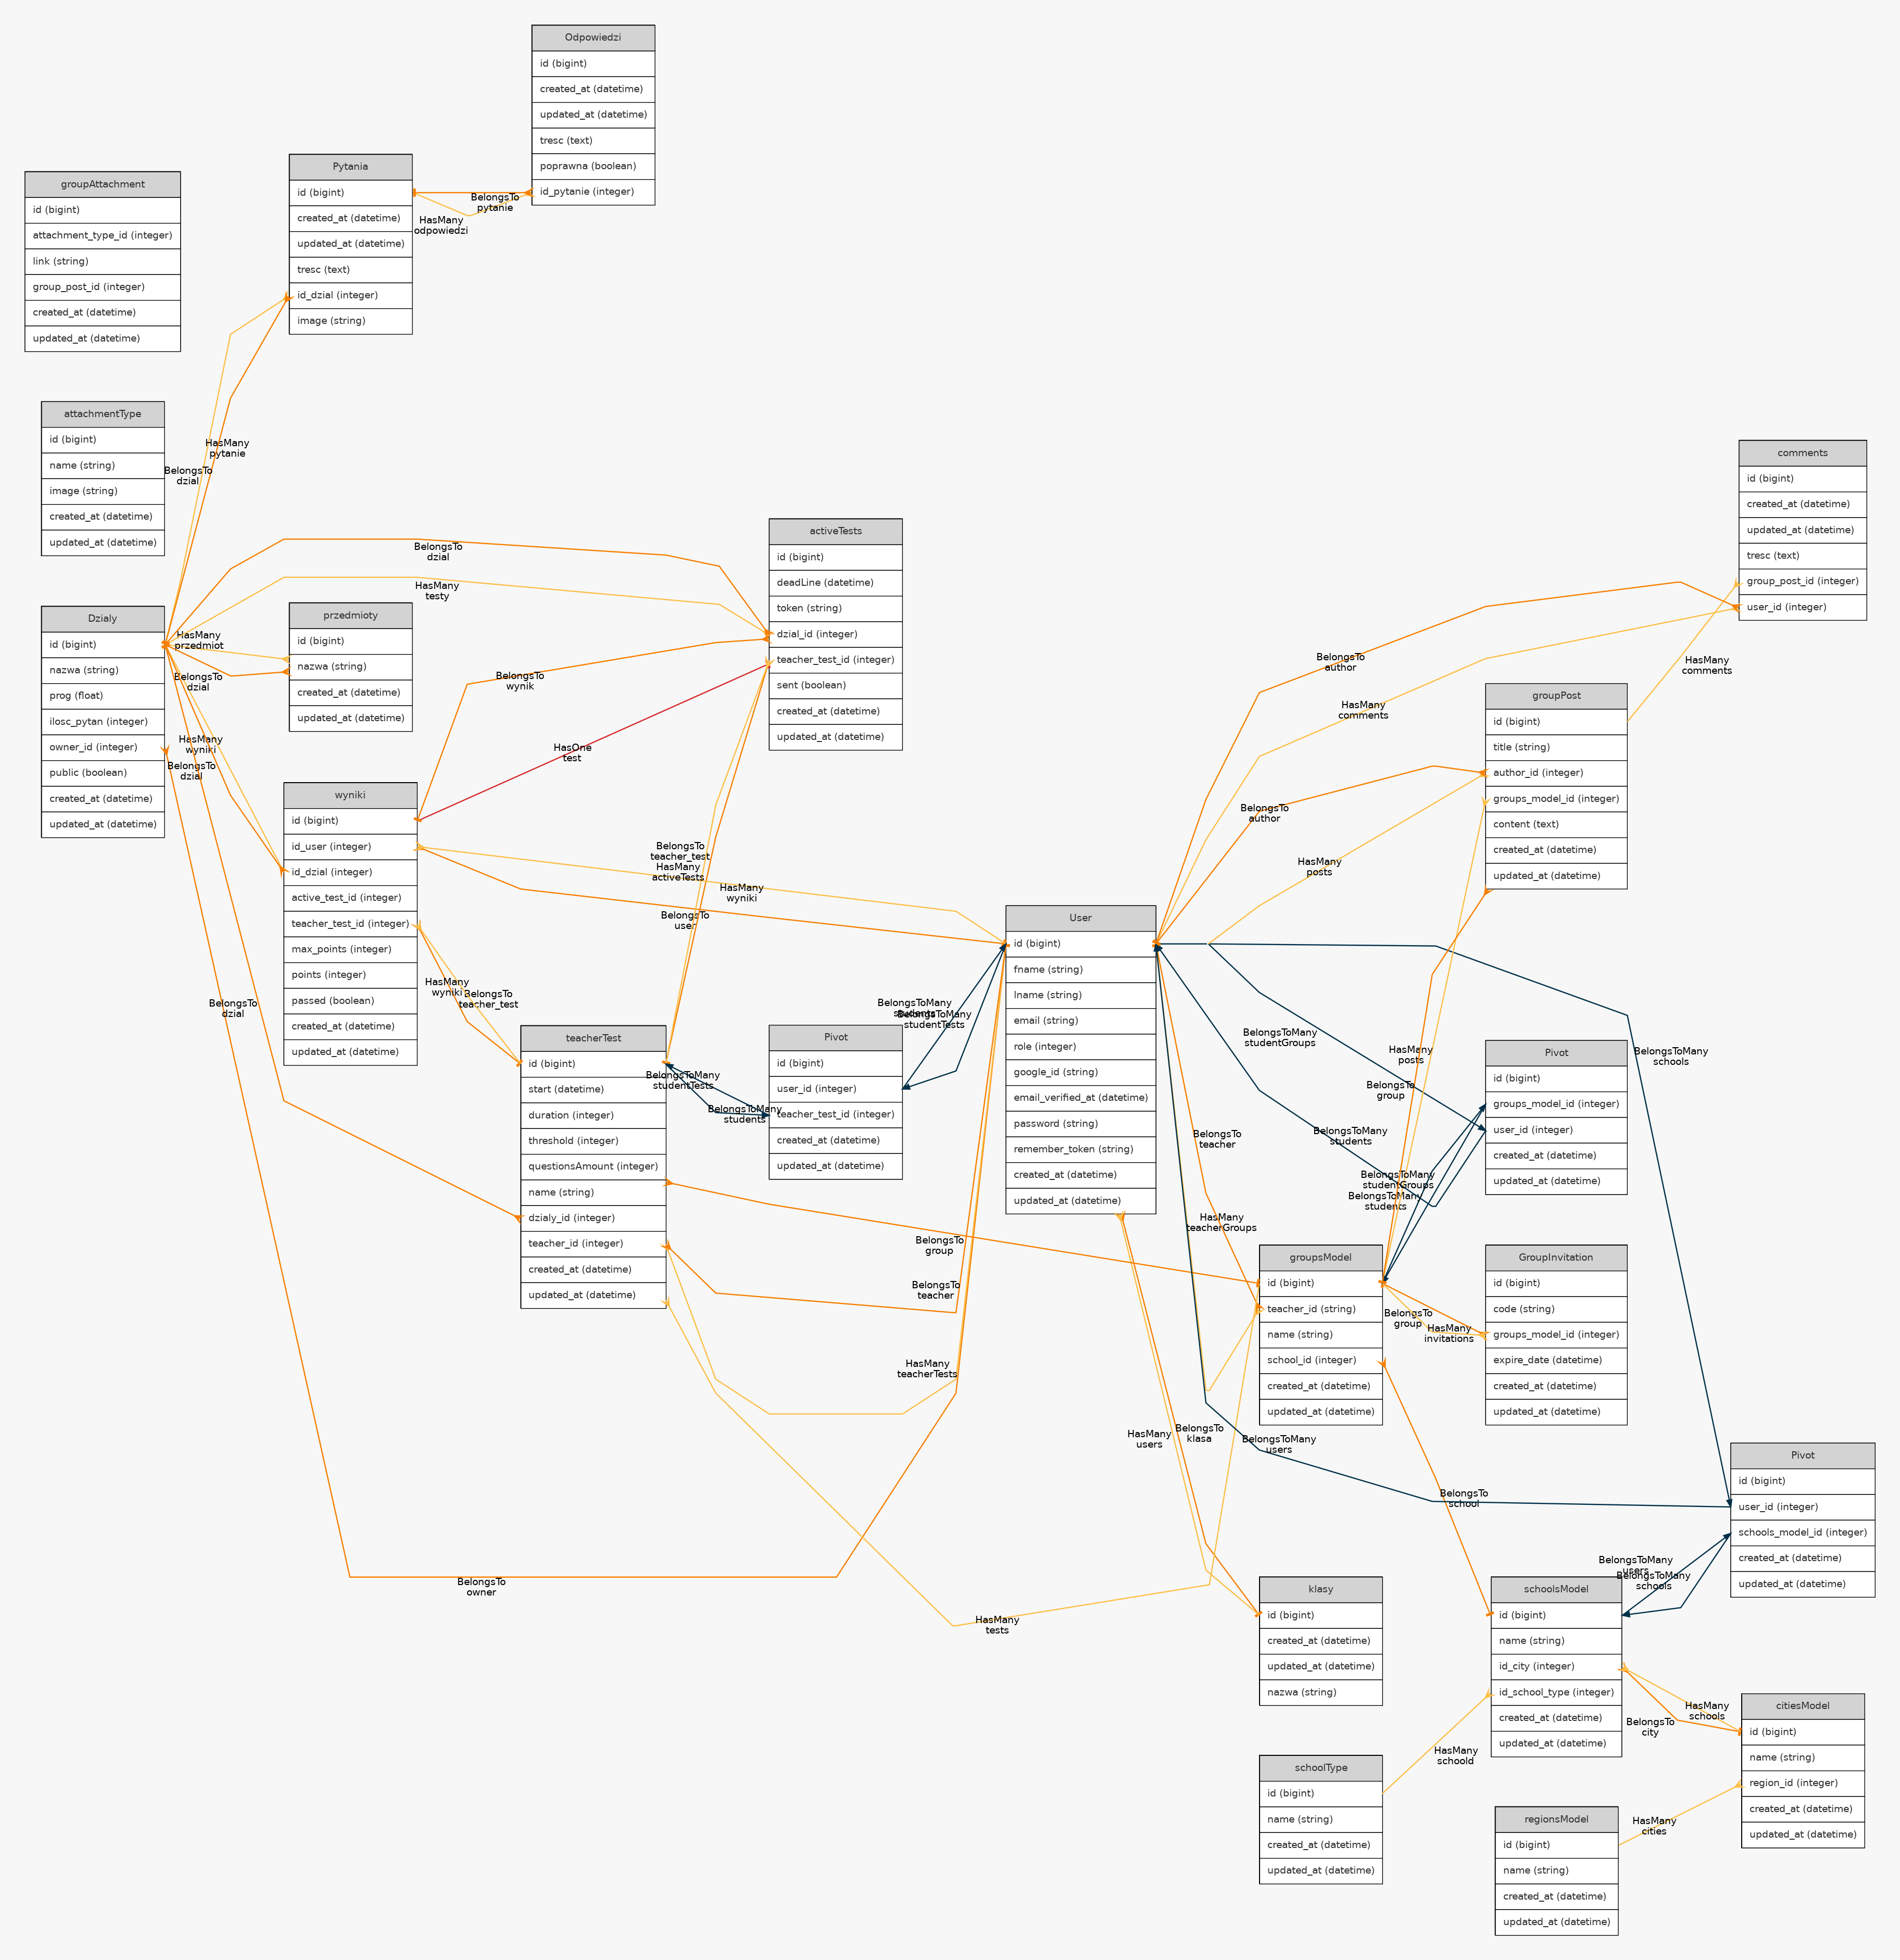 Odpowiedzi
id (bigint)
created_at (datetime)
updated_at (datetime)
tresc (text)
poprawna (boolean)
id_pytanie (integer)
Pytania
id (bigint)
created_at (datetime)
updated_at (datetime)
tresc (text)
id_dzial (integer)
image (string)
BelongsTo
pytanie
HasMany
odpowiedzi
groupAttachment
id (bigint)
attachment_type_id (integer)
link (string)
group_post_id (integer)
created_at (datetime)
updated_at (datetime)
attachmentType
id (bigint)
name (string)
image (string)
created_at (datetime)
updated_at (datetime)
HasMany
pytanie
BelongsTo
dzial
Dzialy
id (bigint)
nazwa (string)
prog (float)
ilosc_pytan (integer)
owner_id (integer)
public (boolean)
created_at (datetime)
updated_at (datetime)
HasMany
przedmiot
BelongsTo
dzial
HasMany
wyniki
BelongsTo
dzial
przedmioty
id (bigint)
nazwa (string)
created_at (datetime)
updated_at (datetime)
BelongsTo
dzial
HasMany
testy
activeTests
id (bigint)
deadLine (datetime)
token (string)
dzial_id (integer)
teacher_test_id (integer)
sent (boolean)
created_at (datetime)
updated_at (datetime)
BelongsTo
wynik
HasOne
test
wyniki
id (bigint)
id_user (integer)
id_dzial (integer)
active_test_id (integer)
teacher_test_id (integer)
max_points (integer)
points (integer)
passed (boolean)
created_at (datetime)
updated_at (datetime)
BelongsTo
teacher_test
HasMany
activeTests
HasMany
wyniki
BelongsTo
user
HasMany
wyniki
BelongsTo
teacher_test
BelongsTo
dzial
teacherTest
id (bigint)
start (datetime)
duration (integer)
threshold (integer)
questionsAmount (integer)
name (string)
dzialy_id (integer)
teacher_id (integer)
created_at (datetime)
updated_at (datetime)
BelongsToMany
studentTests
BelongsToMany
students
Pivot
id (bigint)
user_id (integer)
teacher_test_id (integer)
created_at (datetime)
updated_at (datetime)
BelongsToMany
students
BelongsToMany
studentTests
User
id (bigint)
fname (string)
lname (string)
email (string)
role (integer)
google_id (string)
email_verified_at (datetime)
password (string)
remember_token (string)
created_at (datetime)
updated_at (datetime)
BelongsTo
group
BelongsTo
teacher
HasMany
teacherTests
BelongsTo
owner
HasMany
tests
comments
id (bigint)
created_at (datetime)
updated_at (datetime)
tresc (text)
group_post_id (integer)
user_id (integer)
BelongsTo
author
HasMany
comments
HasMany
comments
groupPost
id (bigint)
title (string)
author_id (integer)
groups_model_id (integer)
content (text)
created_at (datetime)
updated_at (datetime)
BelongsTo
author
HasMany
posts
BelongsToMany
studentGroups
HasMany
posts
BelongsTo
group
BelongsToMany
schools
BelongsTo
teacher
BelongsToMany
students
Pivot
id (bigint)
groups_model_id (integer)
user_id (integer)
created_at (datetime)
updated_at (datetime)
BelongsToMany
studentGroups
BelongsToMany
students
HasMany
teacherGroups
groupsModel
id (bigint)
teacher_id (string)
name (string)
school_id (integer)
created_at (datetime)
updated_at (datetime)
BelongsTo
group
HasMany
invitations
GroupInvitation
id (bigint)
code (string)
groups_model_id (integer)
expire_date (datetime)
created_at (datetime)
updated_at (datetime)
HasMany
users
BelongsTo
klasa
BelongsToMany
users
BelongsTo
school
Pivot
id (bigint)
user_id (integer)
schools_model_id (integer)
created_at (datetime)
updated_at (datetime)
BelongsToMany
users
BelongsToMany
schools
klasy
id (bigint)
created_at (datetime)
updated_at (datetime)
nazwa (string)
schoolsModel
id (bigint)
name (string)
id_city (integer)
id_school_type (integer)
created_at (datetime)
updated_at (datetime)
HasMany
schools
BelongsTo
city
HasMany
schoold
citiesModel
id (bigint)
name (string)
region_id (integer)
created_at (datetime)
updated_at (datetime)
schoolType
id (bigint)
name (string)
created_at (datetime)
updated_at (datetime)
HasMany
cities
regionsModel
id (bigint)
name (string)
created_at (datetime)
updated_at (datetime)